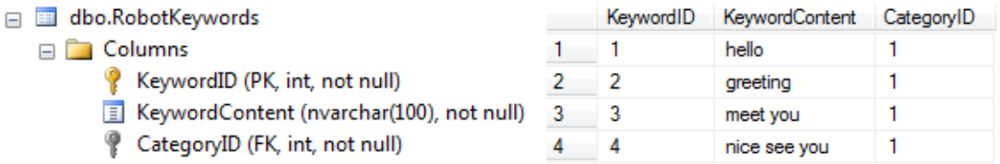 dbo.RobotKeywords
Columns
KeywordID (PK, int, not null)
KeywordContent (nvarchar(100), not null)
CategoryID (FK, int, not null)
KeywordID KeywordContent CategoryID
1 1 hello 1
2 2 greeting 1
3 3 meet you 1
4 4 nice see you 1